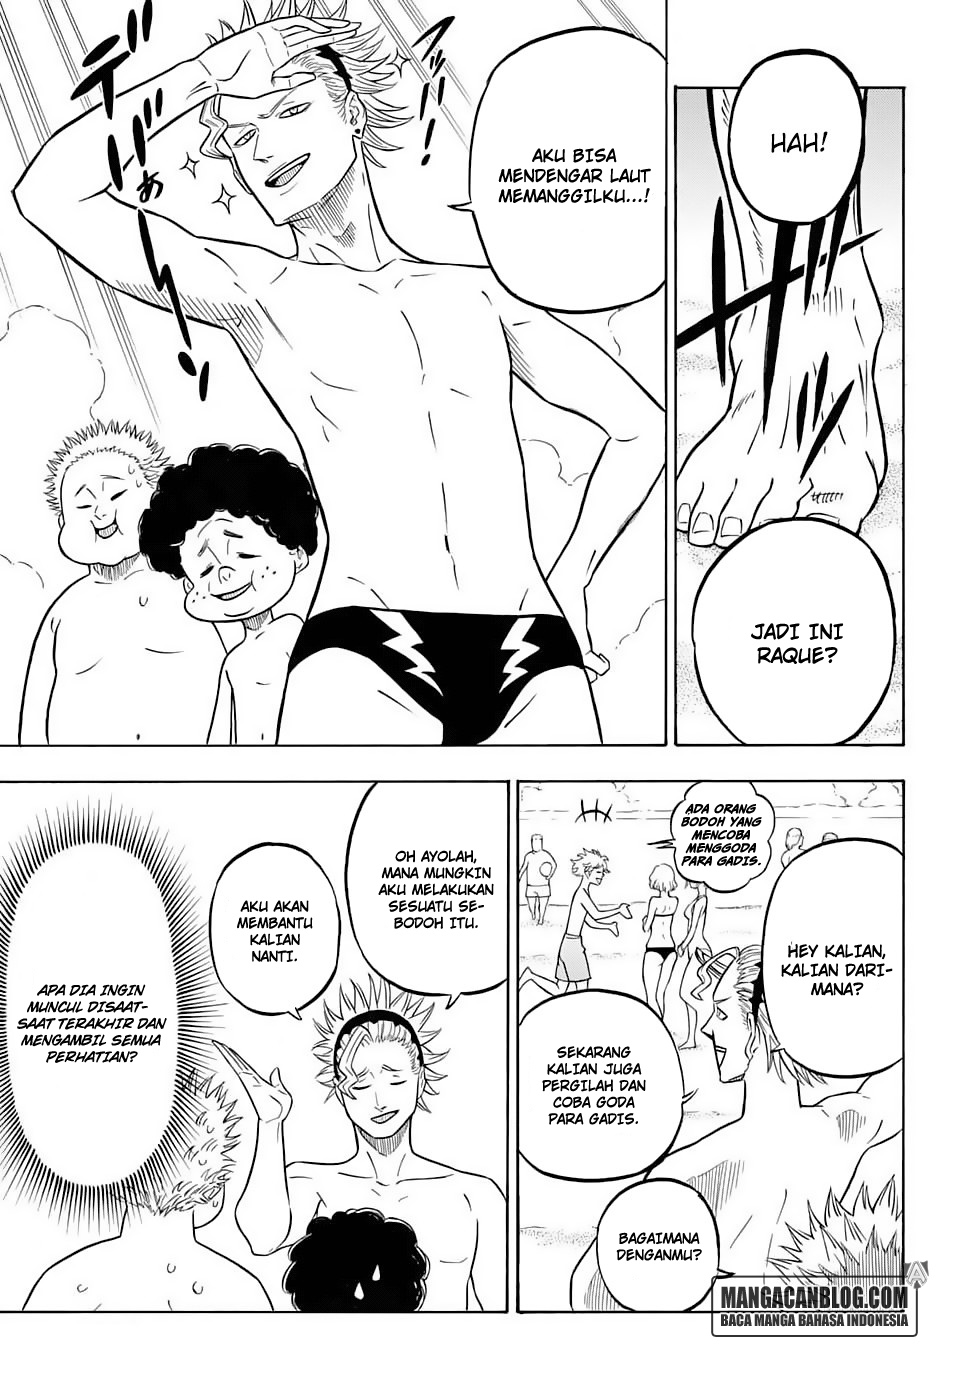 HAH!
JADI INI
RAQUE?
AKU BISA
MENDENGAR LAUT
MEMANGGILKU...!
ADA ORANG
BODOH YANG
MENCOBA
MENGGODA
PARA GADIS.
HEY KALIAN,
KALIAN DARI-
MANA?
SEKARANG
KALIAN JUGA
PERGILAH DAN
COBA GODA
PARA GADIS.
BAGAIMANA
DENGANMU?
OH AYOLAH,
MANA MUNGKIN
AKU MELAKUKAN
SESUATU SE-
BODOH ITU.
AKU AKAN
MEMBANTU
KALIAN
NANTI.
APA DIA INGIN
MUNCUL DISAAT-
SAAT TERAKHIR DAN
MENGAMBIL SEMUA
PERHATIAN?
MANGACANBLOG.COM
BACA MANGA BAHASA INDONESIA